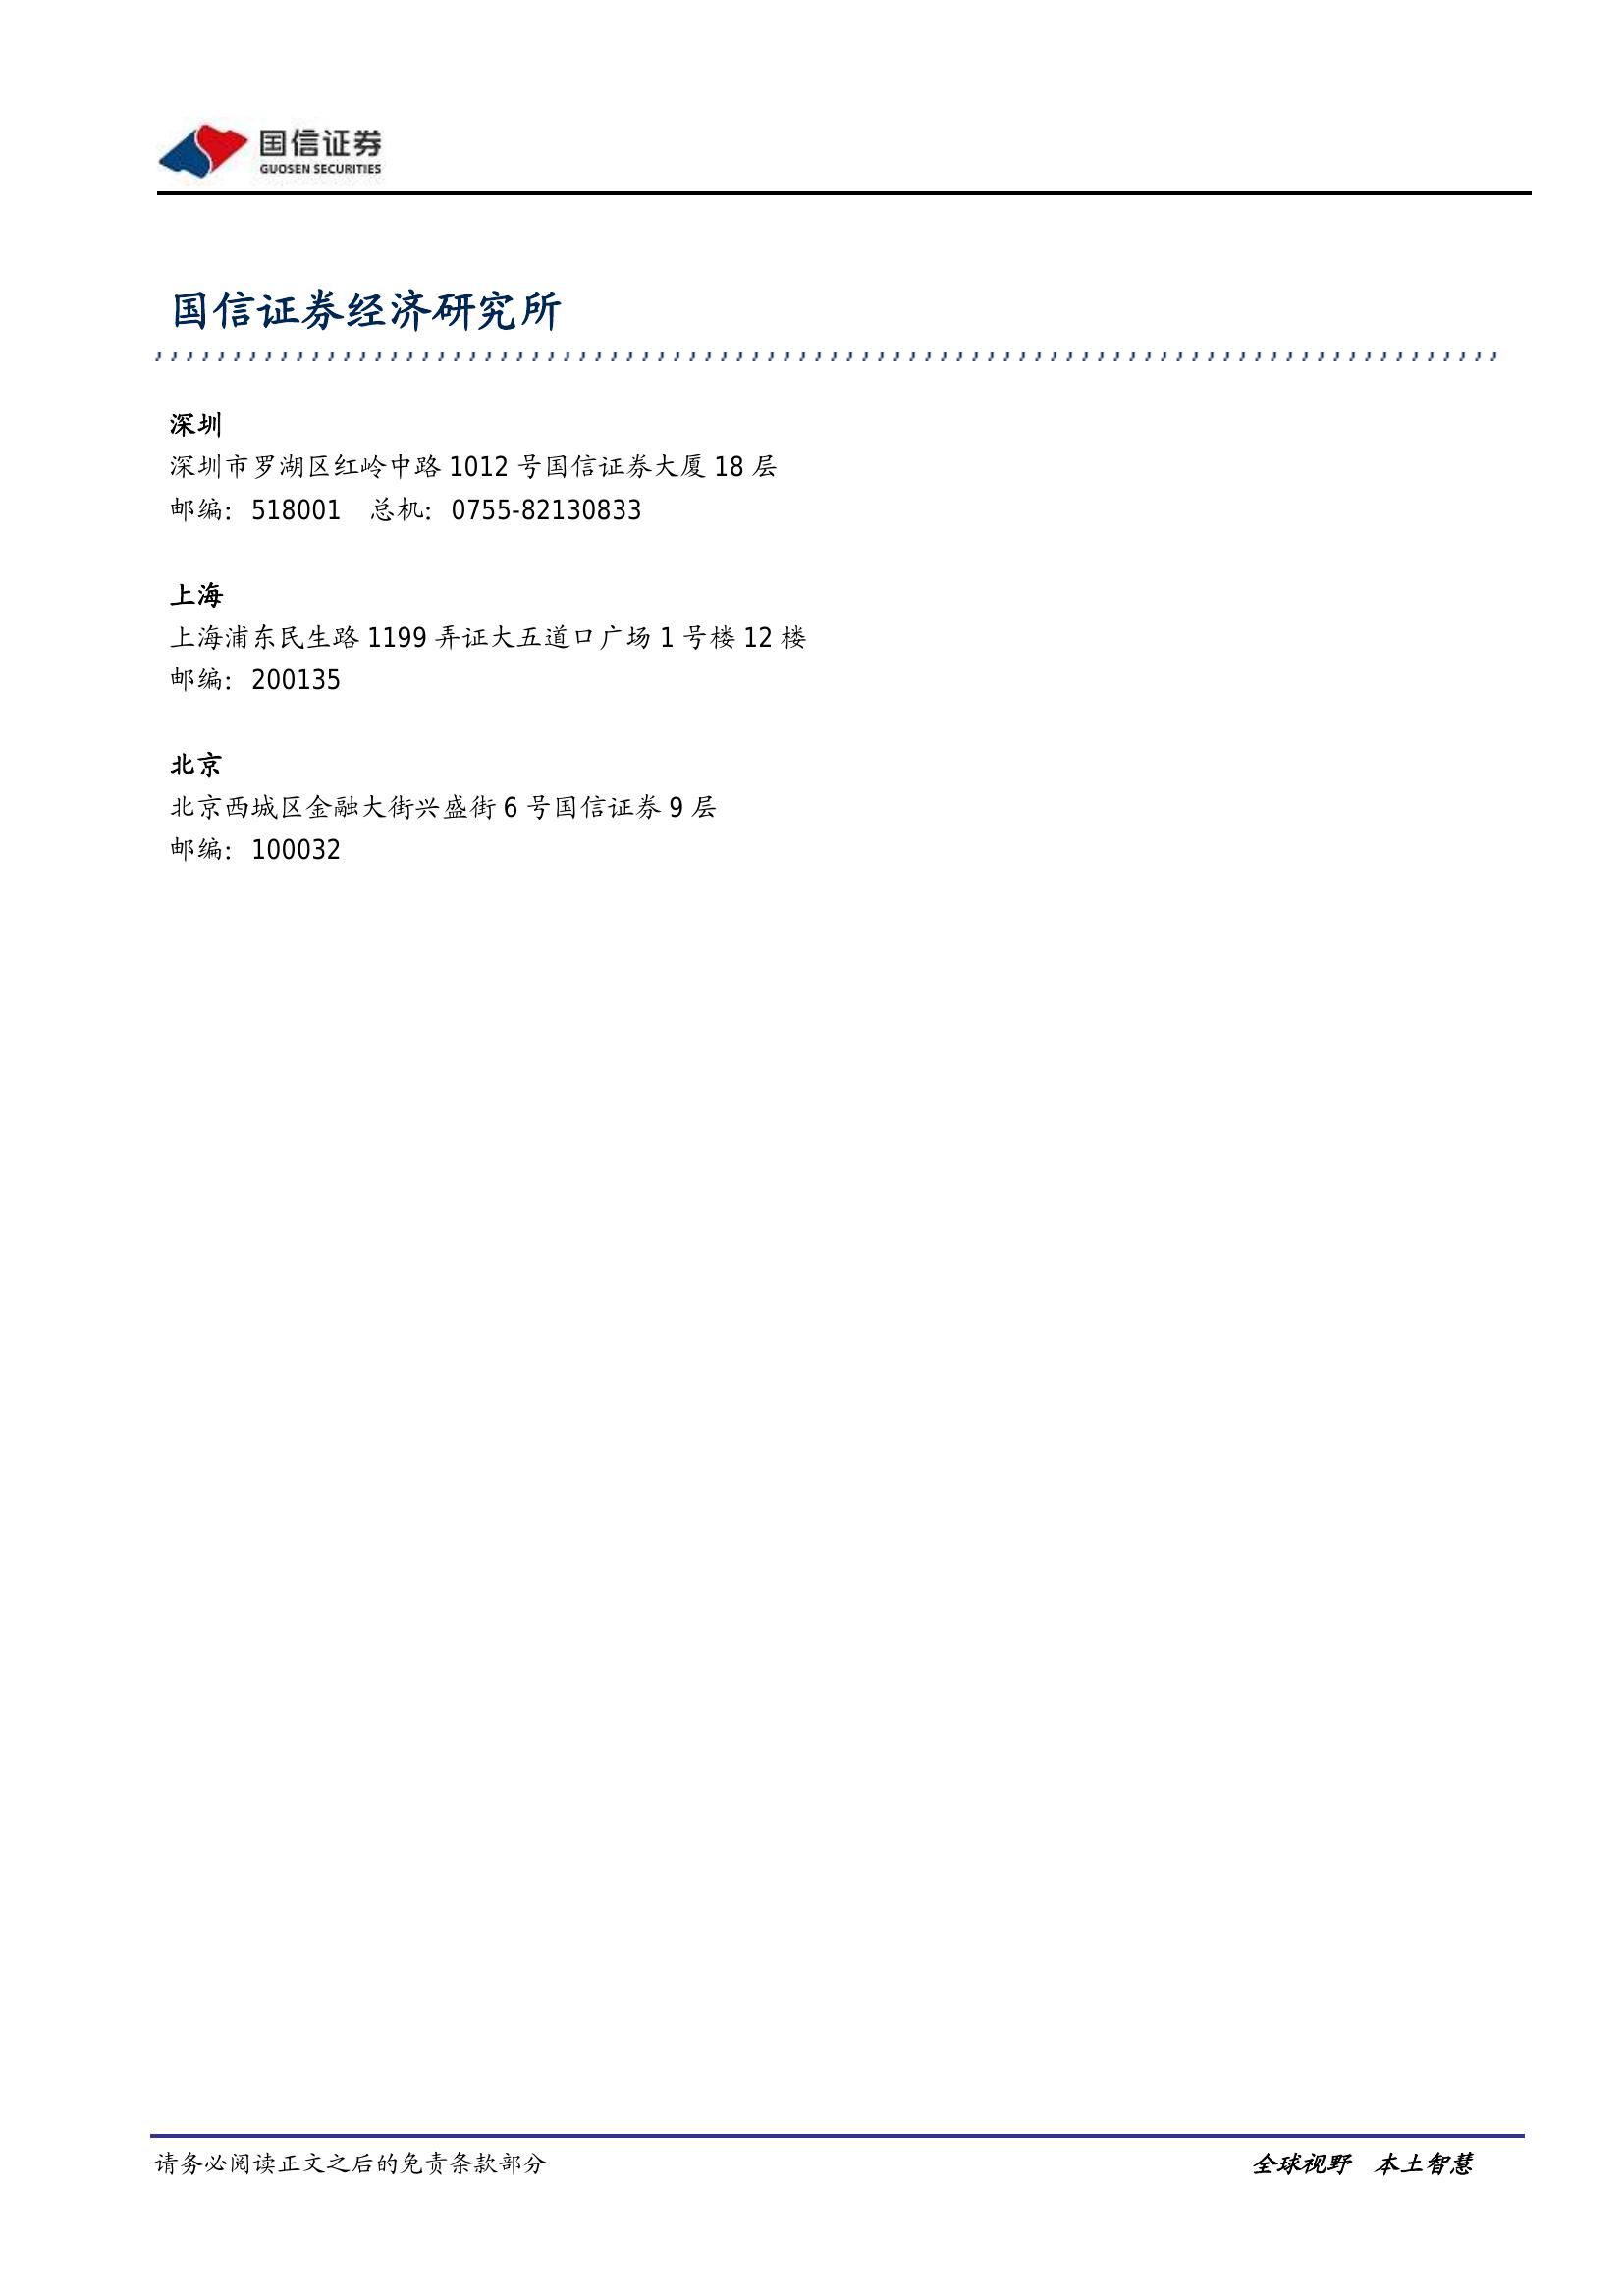 国信证券
GUOSEN SECURITIES
国信证券经济研究所
深圳
深圳市罗湖区红岭中路 1012 号国信证券大厦 18 层
邮编：518001　总机：0755-82130833
上海
上海浦东民生路 1199 弄证大五道口广场 1 号楼 12 楼
邮编：200135
北京
北京西城区金融大街兴盛街 6 号国信证券 9 层
邮编：100032
请务必阅读正文之后的免责条款部分　全球视野　本土智慧